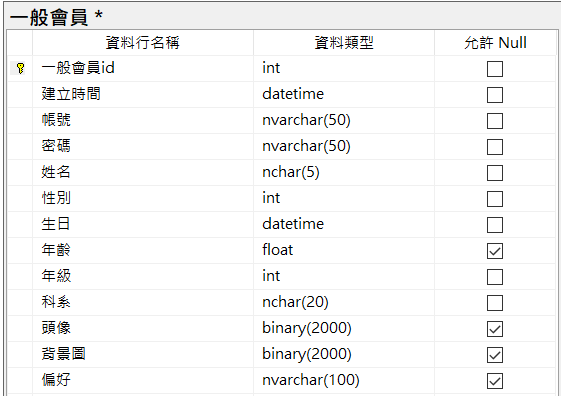 一般會員 *
資料行名稱 資料類型 允許 Null
一般會員id int
建立時間 datetime
帳號 nvarchar(50)
密碼 nvarchar(50)
姓名 nchar(5)
性別 int
生日 datetime
年齡 float
年級 int
科系 nchar(20)
頭像 binary(2000)
背景圖 binary(2000)
偏好 nvarchar(100)